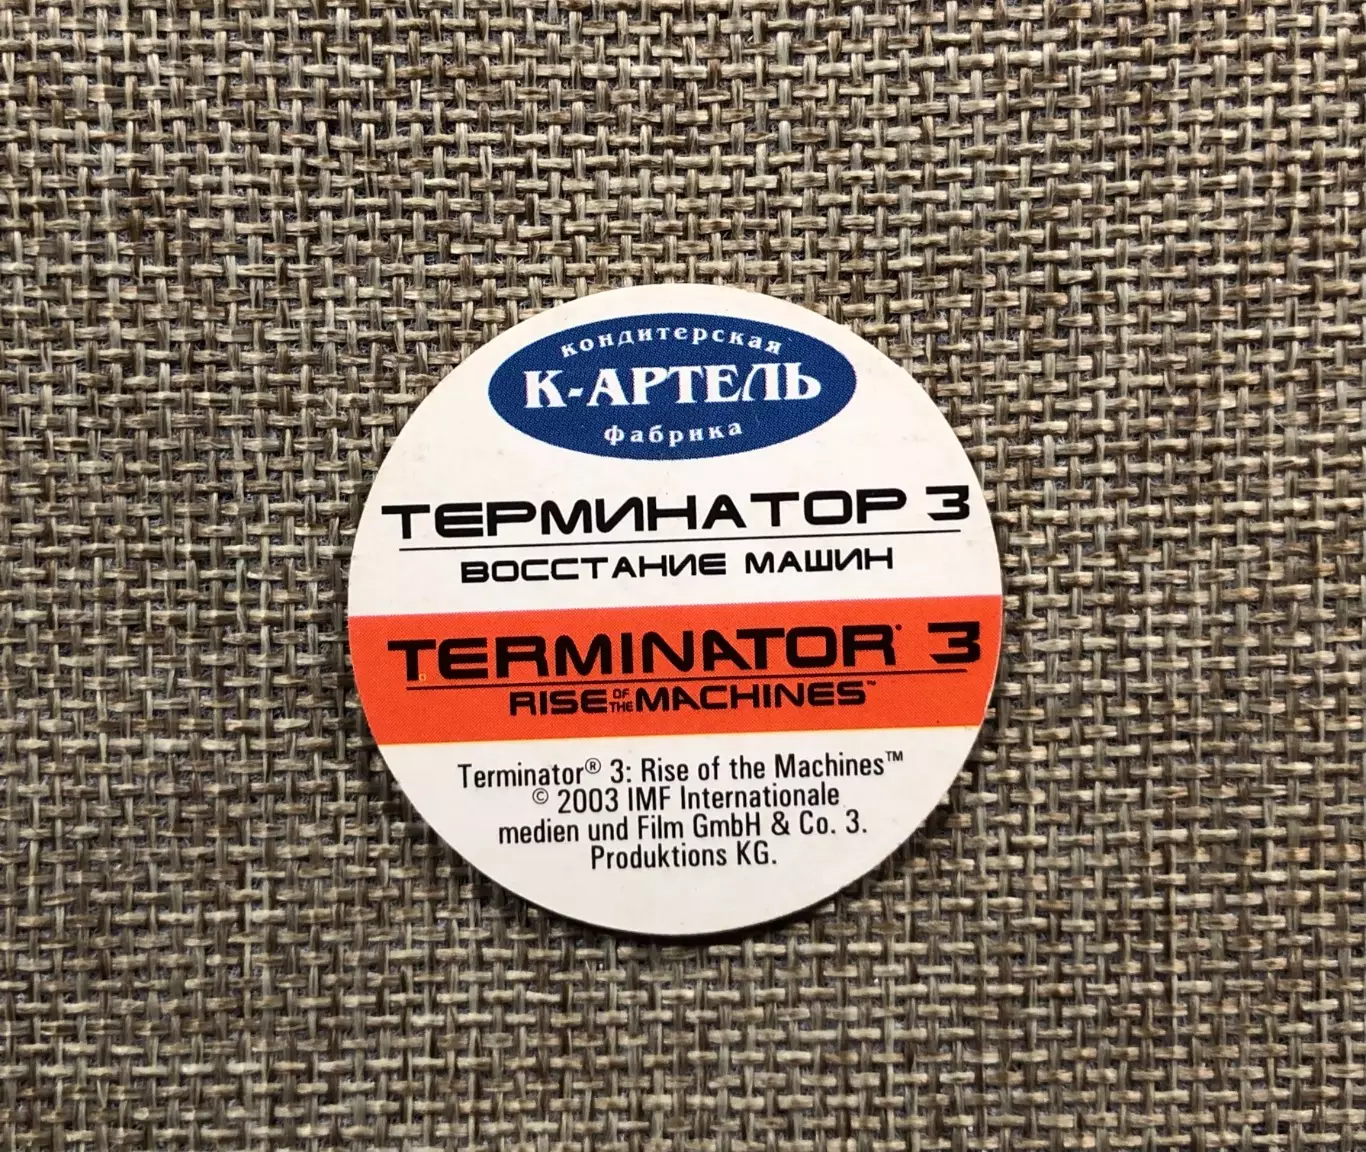 кондитерская
К-АРТЕЛЬ
фабрика
ТЕРМИНАТОР 3
ВОССТАНИЕ МАШИН
TERMINATOR® 3
RISE OF THE MACHINES™
Terminator® 3: Rise of the Machines™
© 2003 IMF Internationale
medien und Film GmbH & Co. 3.
Produktions KG.